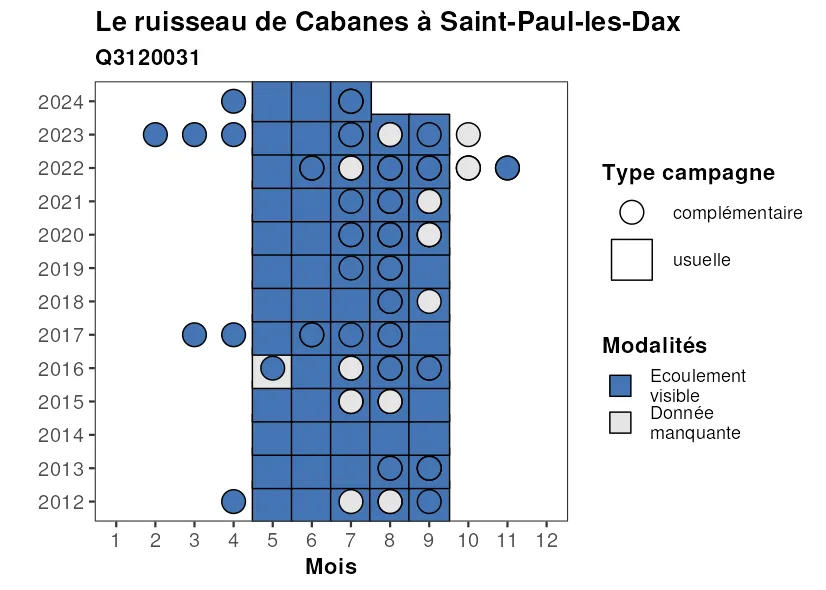 Le ruisseau de Cabanes à Saint-Paul-les-Dax
Q3120031
2024
2023
2022
2021
2020
2019
2018
2017
2016
2015
2014
2013
2012
1 2 3 4 5 6 7 8 9 10 11 12
Mois
Type campagne
complémentaire
usuelle
Modalités
Ecoulement
visible
Donnée
manquante